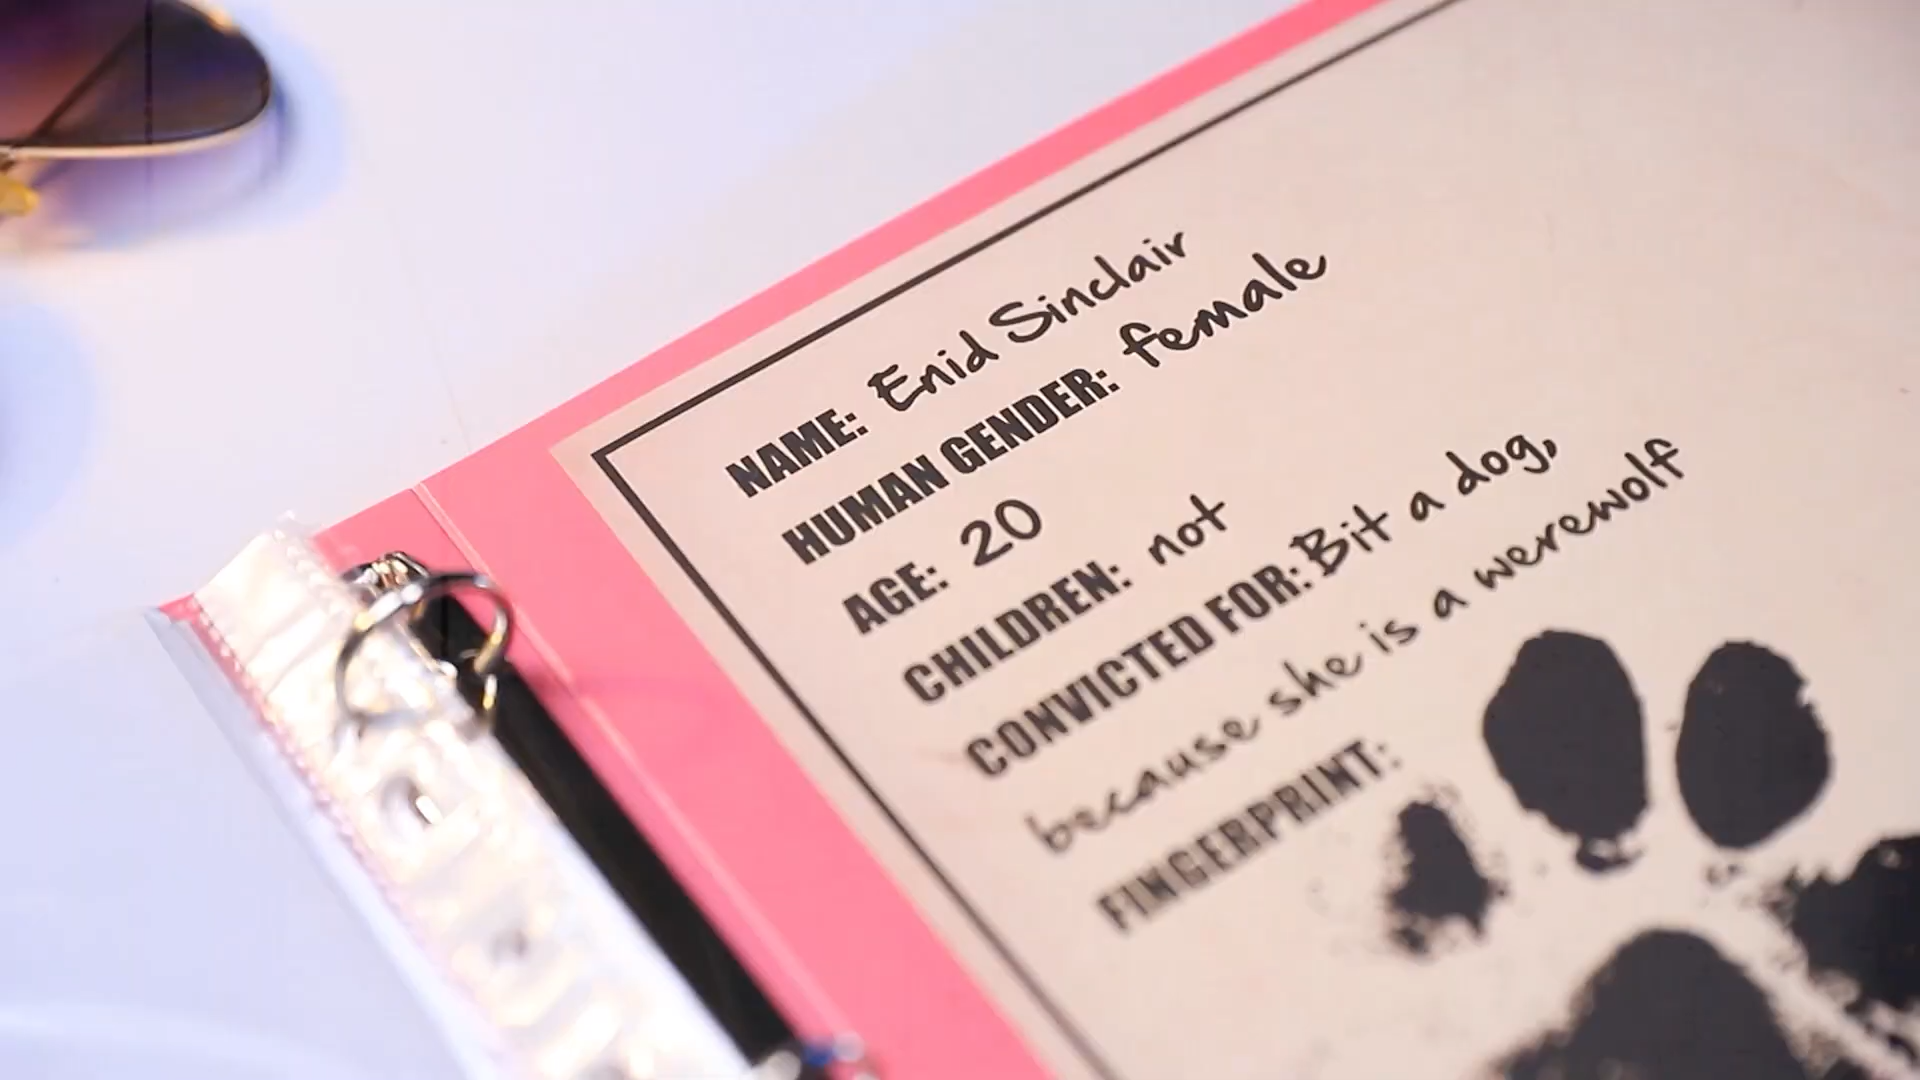 NAME: Enid Sinclair
HUMAN GENDER: female
AGE: 20
CHILDREN: not
CONVICTED FOR: Bit a dog,
because she is a werewolf
FINGERPRINT: